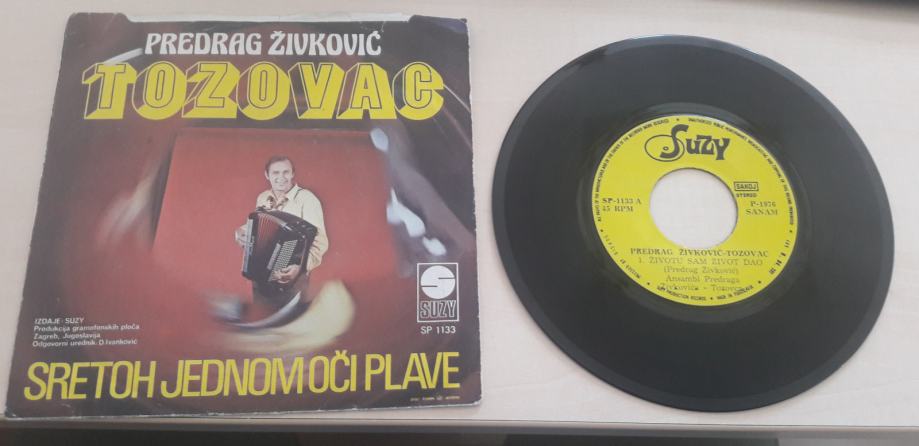 PREDRAG ŽIVKOVIĆ
TOZOVAC
SUZY
SP 1133
IZDAJE: SUZY
Produkcija gramofonskih ploča
Zagreb, Jugoslavija
Odgovorni urednik: D.Ivanković
SRETOH JEDNOM OČI PLAVE
Suzy
SP-1133 A
45 RPM
SAKOJ
STEREO
P-1976
SANAM
PREDRAG ŽIVKOVIĆ-TOZOVAC
1. ŽIVOTU SAM ŽIVOT DAO
(Predrag Živković)
Ansambl Predraga
Živkovića - Tozovca
MADE IN YUGOSLAVIA